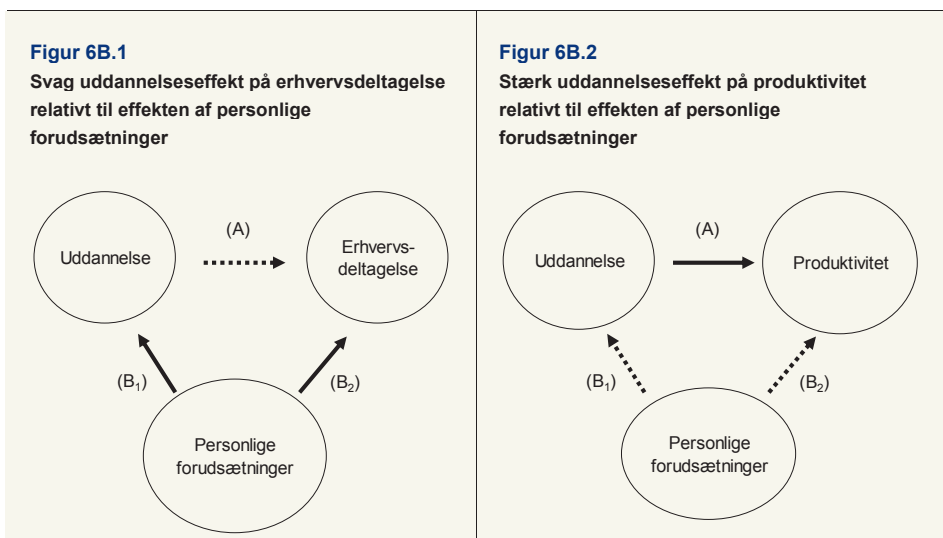 Figur 6B.1
Svag uddannelseseffekt på erhvervsdeltagelse
relativt til effekten af personlige
forudsætninger
(A)
Uddannelse
Erhvervs-
deltagelse
(B1)
(B2)
Personlige
forudsætninger
Figur 6B.2
Stærk uddannelseseffekt på produktivitet
relativt til effekten af personlige
forudsætninger
(A)
Uddannelse
Produktivitet
(B1)
(B2)
Personlige
forudsætninger